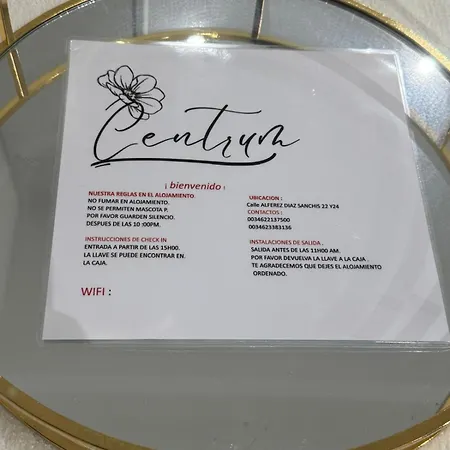 Centrum
¡ bienvenido ¡
NUESTRA REGLAS EN EL ALOJAMIENTO.
NO FUMAR EN ALOJAMIENTO.
NO SE PERMITEN MASCOTA P,
POR FAVOR GUARDEN SILENCIO.
DESPUES DE LAS 10 :00PM.
INSTRUCCIONES DE CHECK IN
ENTRADA A PARTIR DE LAS 15H00.
LA LLAVE SE PUEDE ENCONTRAR EN.
LA CAJA.
WIFI :
UBICACION :
Calle ALFEREZ DIAZ SANCHIS 22 Y24
CONTACTOS :
0034622137500
0034623383136
INSTALACIONES DE SALIDA .
SALIDA ANTES DE LAS 11H00 AM.
POR FAVOR DEVUELVA LA LLAVE A LA CAJA .
TE AGRADECEMOS QUE DEJES EL ALOJAMIENTO
ORDENADO.